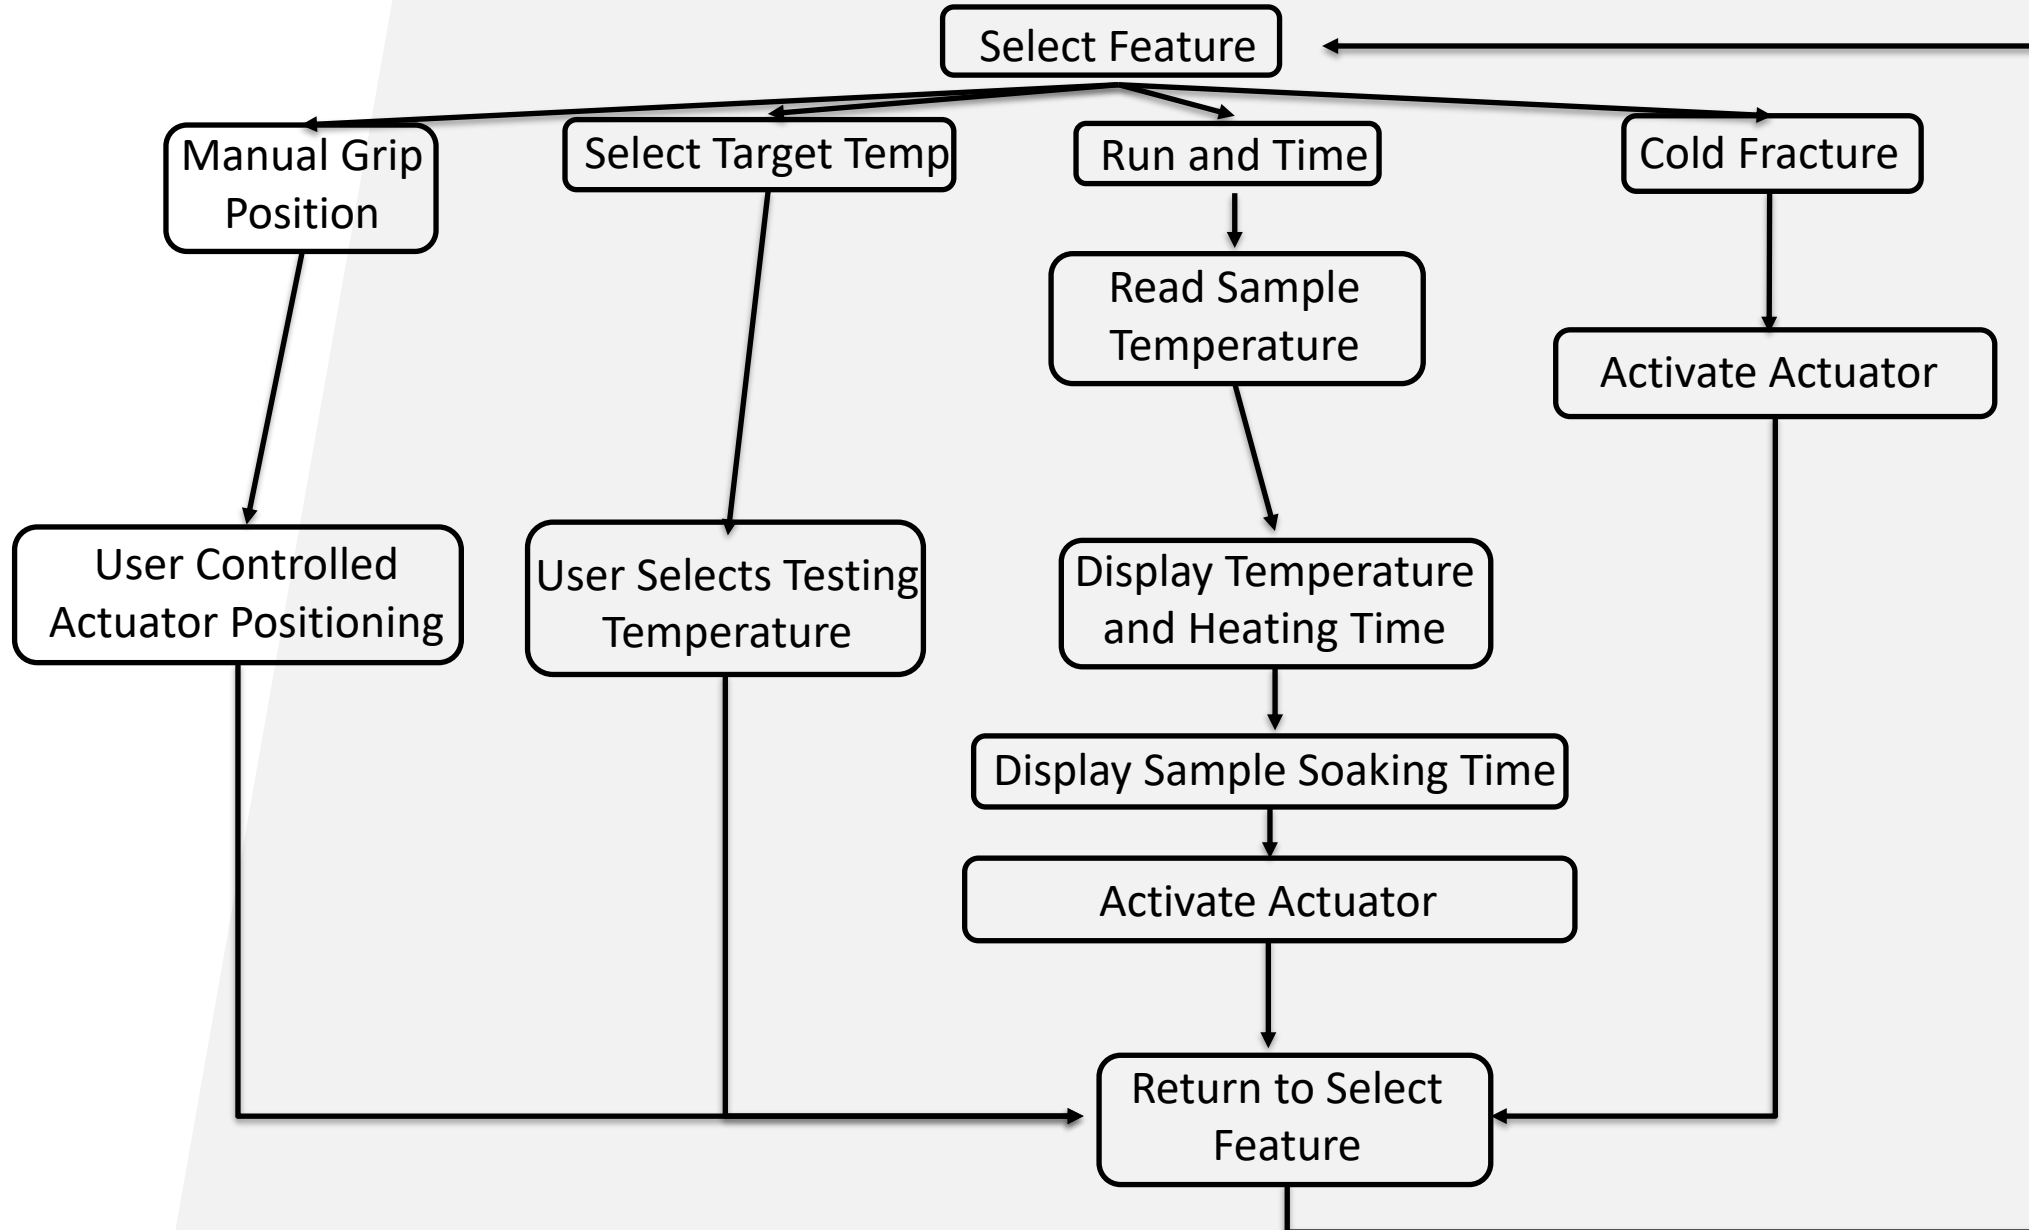 Select Feature
Manual Grip
Position
Select Target Temp
Run and Time
Cold Fracture
Read Sample
Temperature
Activate Actuator
User Controlled
Actuator Positioning
User Selects Testing
Temperature
Display Temperature
and Heating Time
Display Sample Soaking Time
Activate Actuator
Return to Select
Feature